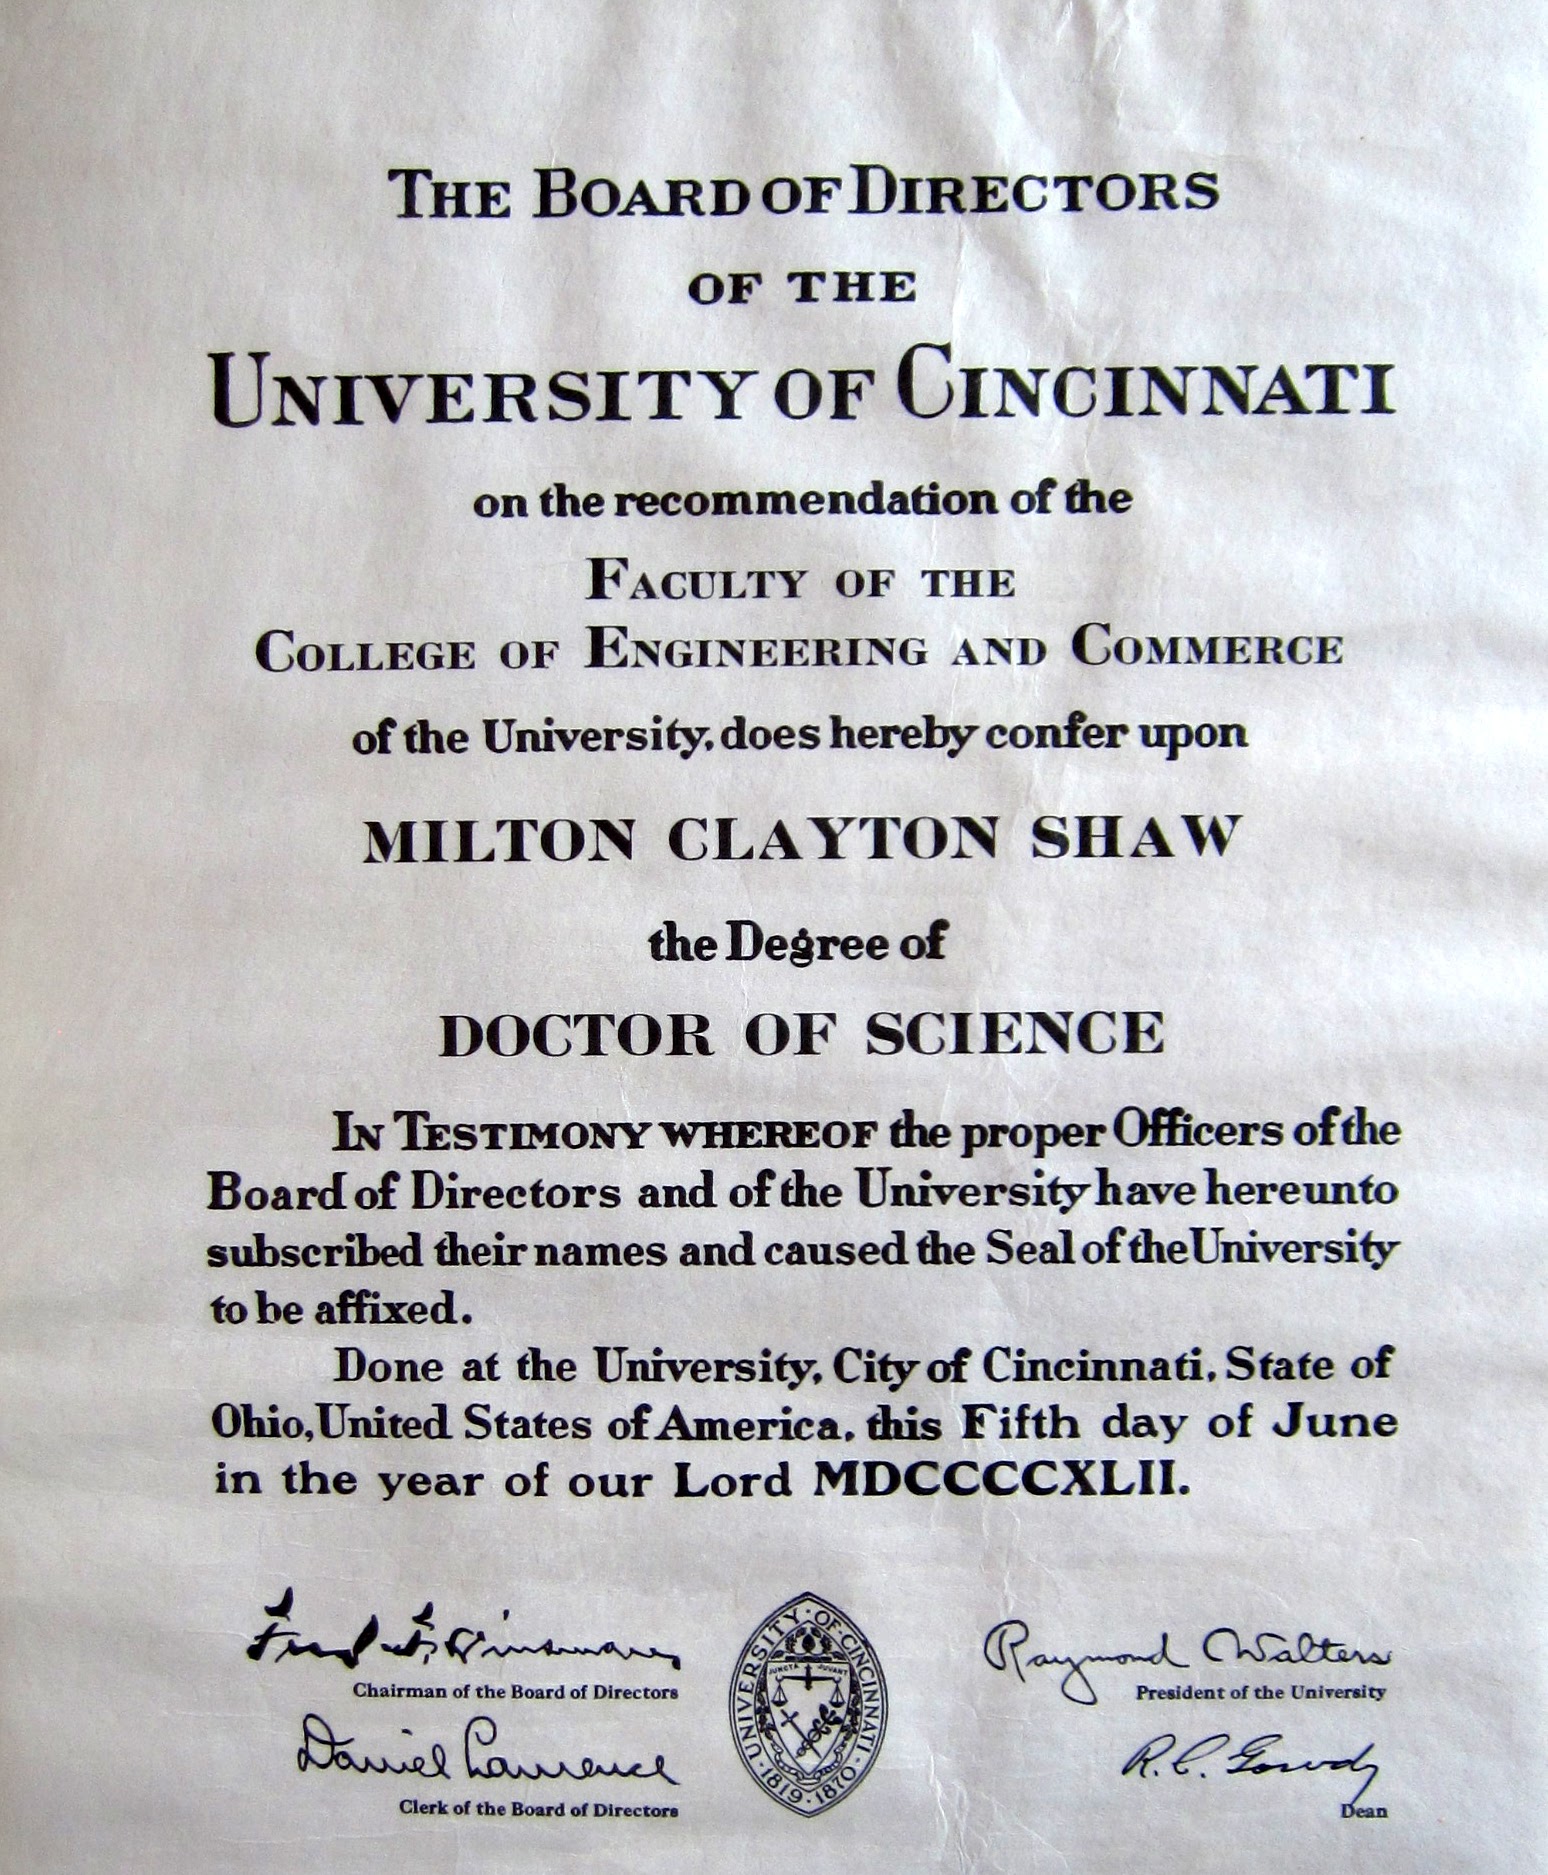 THE BOARD OF DIRECTORS
OF THE
UNIVERSITY OF CINCINNATI
on the recommendation of the
FACULTY OF THE
COLLEGE OF ENGINEERING AND COMMERCE
of the University, does hereby confer upon
MILTON CLAYTON SHAW
the Degree of
DOCTOR OF SCIENCE
IN TESTIMONY WHEREOF the proper Officers of the
Board of Directors and of the University have hereunto
subscribed their names and caused the Seal of the University
to be affixed.
Done at the University, City of Cincinnati, State of
Ohio, United States of America, this Fifth day of June
in the year of our Lord MDCCCCXLII.
Raymond Walters
Chairman of the Board of Directors
President of the University
Daniel Laurence
R. C. Gowdy
Clerk of the Board of Directors
Dean
UNIVERSITY · OF · CINCINNATI
JUNCTA JUVANT
· 1819 · 1870 ·